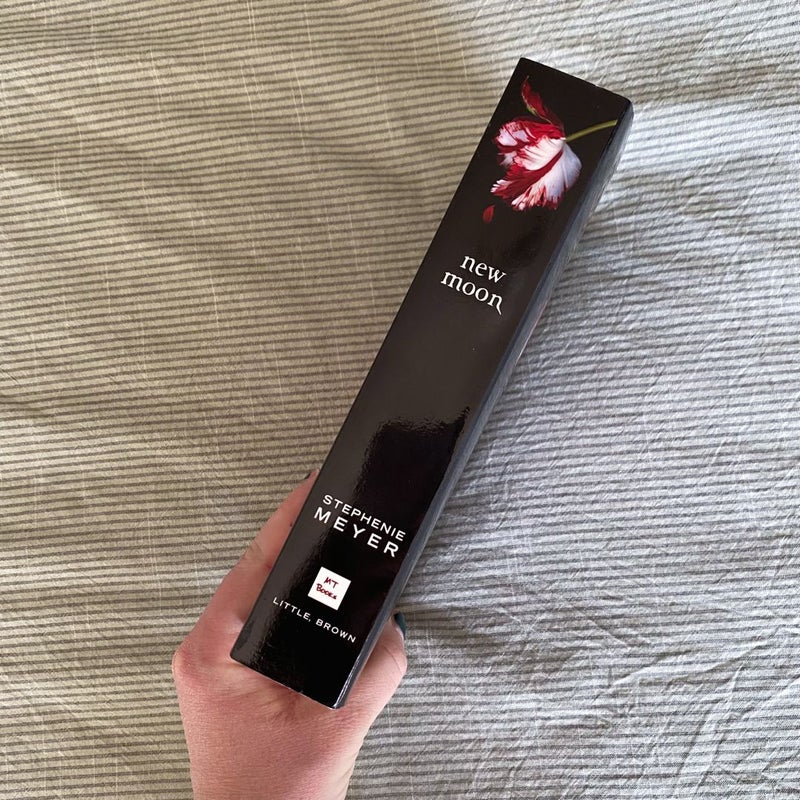 new
moon
STEPHENIE
MEYER
MT
Books
LITTLE, BROWN